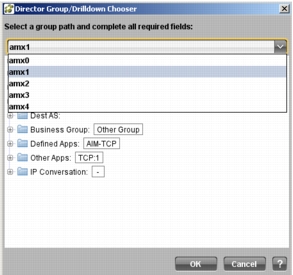 Director Group/Drilldown Chooser
Select a group path and complete all required fields:
amx1
amx0
amx1
amx2
amx3
amx4
Dest AS:
Business Group: Other Group
Defined Apps: AIM-TCP
Other Apps: TCP:1
IP Conversation: -
OK Cancel ?